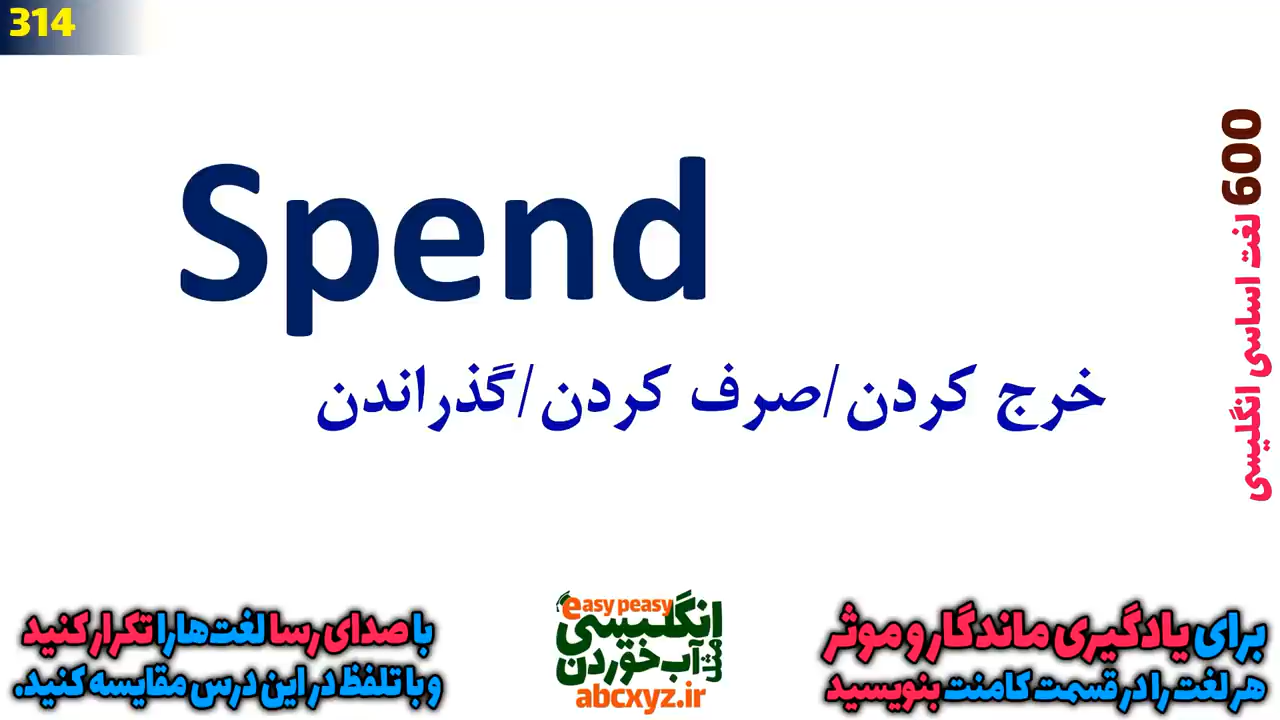 314
Spend
خرج کردن/صرف کردن/گذراندن
600 لغت اساسی انگلیسی
برای یادگیری ماندگار و موثر
هر لغت را در قسمت کامنت بنویسید
easy peasy
انگلیسی
مثل آب خوردن
abcxyz.ir
با صدای رسا لغت‌ها را تکرار کنید
و با تلفظ در این درس مقایسه کنید.